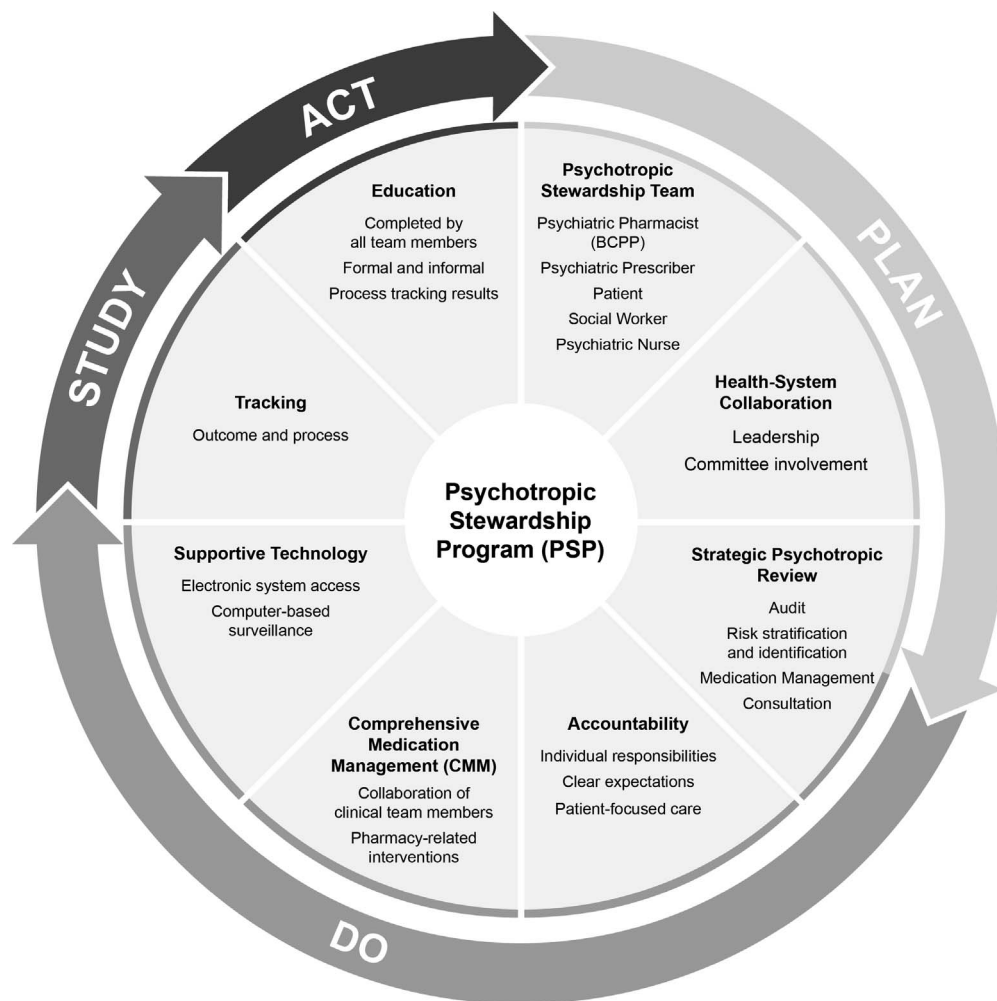 ACT
PLAN
DO
STUDY
Psychotropic
Stewardship
Program (PSP)
Psychotropic
Stewardship Team
Psychiatric Pharmacist
(BCPP)
Psychiatric Prescriber
Patient
Social Worker
Psychiatric Nurse
Health-System
Collaboration
Leadership
Committee involvement
Strategic Psychotropic
Review
Audit
Risk stratification
and identification
Medication Management
Consultation
Accountability
Individual responsibilities
Clear expectations
Patient-focused care
Comprehensive
Medication
Management (CMM)
Collaboration of
clinical team members
Pharmacy-related
interventions
Supportive Technology
Electronic system access
Computer-based
surveillance
Tracking
Outcome and process
Education
Completed by
all team members
Formal and informal
Process tracking results